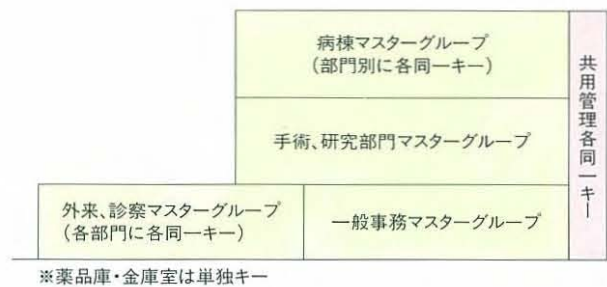 病棟マスターグループ
(部門別に各同一キー)
手術、研究部門マスターグループ
外来、診察マスターグループ
(各部門に各同一キー)
一般事務マスターグループ
共用管理各同一キー
※薬品庫・金庫室は単独キー